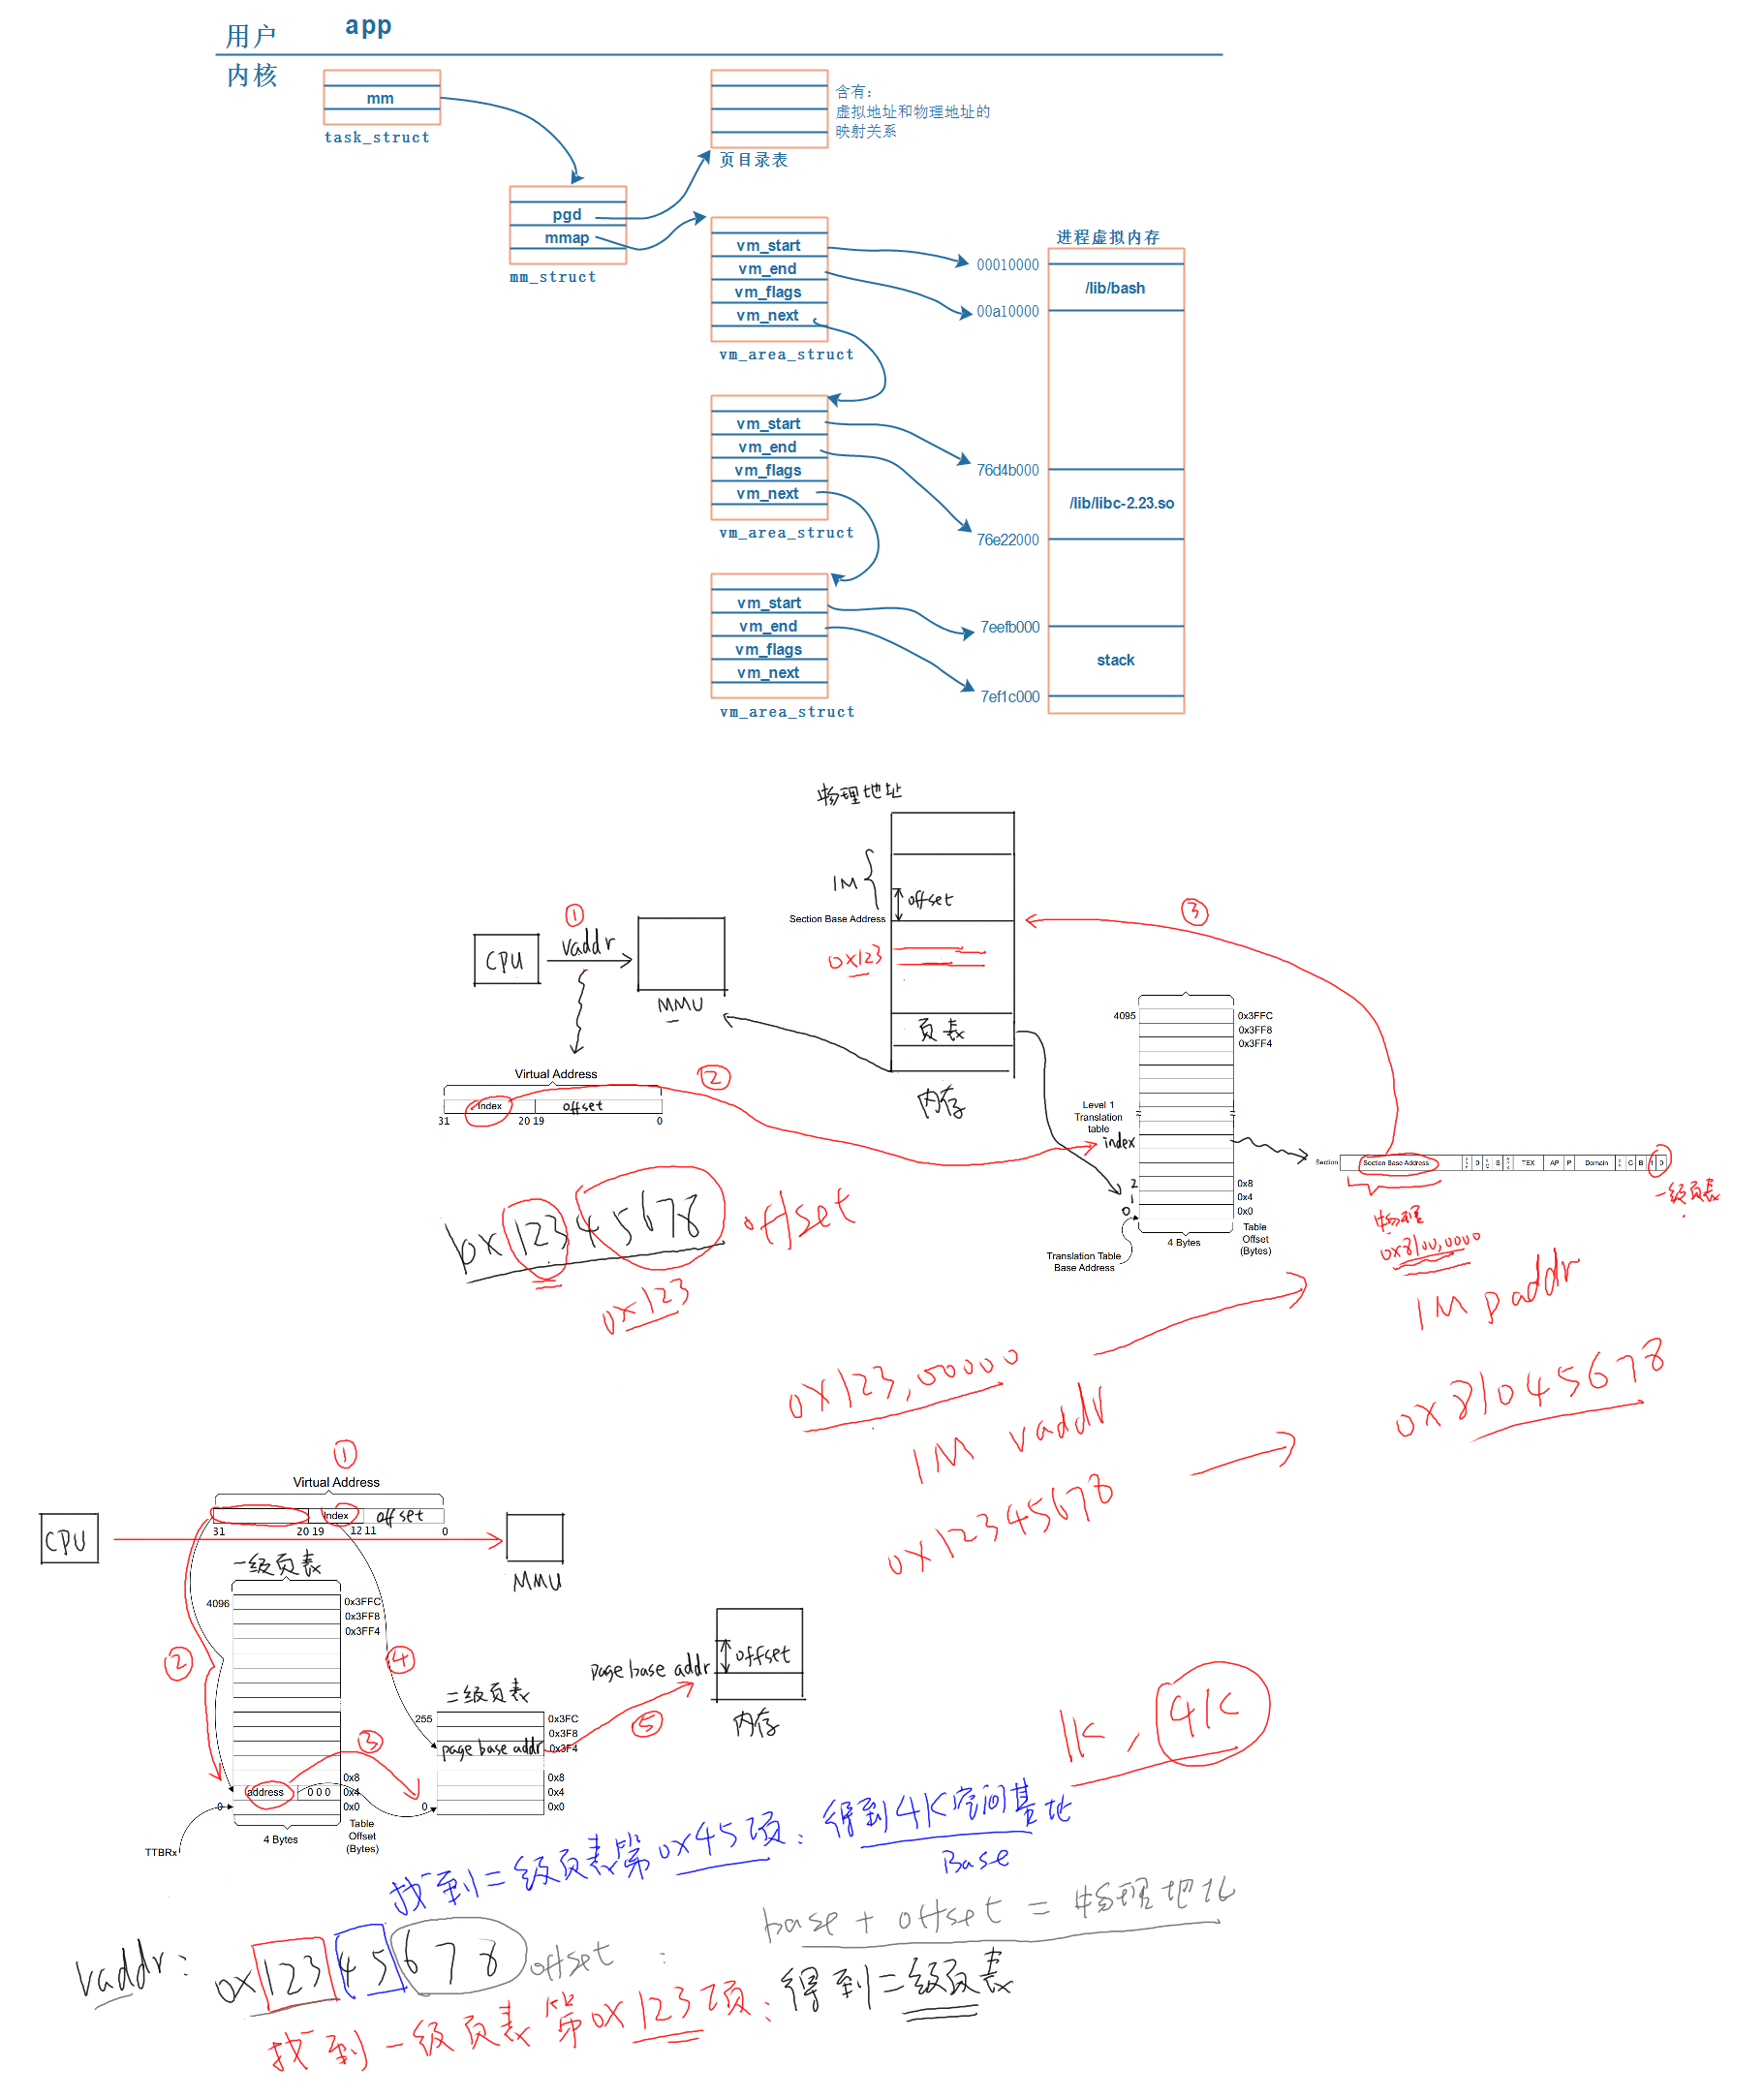 用户
app
内核
mm
task_struct
含有：
虚拟地址和物理地址的
映射关系
页目录表
pgd
mmap
mm_struct
vm_start
vm_end
vm_flags
vm_next
vm_area_struct
进程虚拟内存
00010000
/lib/bash
00a10000
vm_start
vm_end
vm_flags
vm_next
vm_area_struct
76d4b000
/lib/libc-2.23.so
76e22000
vm_start
vm_end
vm_flags
vm_next
vm_area_struct
7eefb000
stack
7ef1c000
物理地址
1M
offset
Section Base Address
0x123
页表
内存
①
CPU
vaddr
MMU
②
③
Virtual Address
index
offset
31
20 19
0
4095
0x3FFC
0x3FF8
0x3FF4
Level 1
Translation
table
index
2
0x8
1
0x4
0
0x0
4 Bytes
Table
Offset
(Bytes)
Translation Table
Base Address
Section
Section Base Address
0
S
TEX
AP
P
Domain
C
B
1
0
一级页表
物理
0x8100,0000
1M paddr
0x12345678
offset
0x123
0x123,00000
1M vaddr
0x12345678
0x81045678
①
Virtual Address
index
offset
31
20 19
12 11
0
CPU
MMU
一级页表
4096
0x3FFC
0x3FF8
0x3FF4
②
④
address
0 0 0
0x8
0x4
0
0x0
4 Bytes
Table
Offset
(Bytes)
TTBRx
③
二级页表
255
0x3FC
0x3F8
page base addr
0x3F4
0x8
0x4
0
0x0
⑤
page base addr
offset
内存
1K, 4K
找到二级页表第0x45项: 得到4K空间基地
Base
vaddr: 0x12345678 offset :
base + offset = 物理地址
找到一级页表第0x123项: 得到二级页表